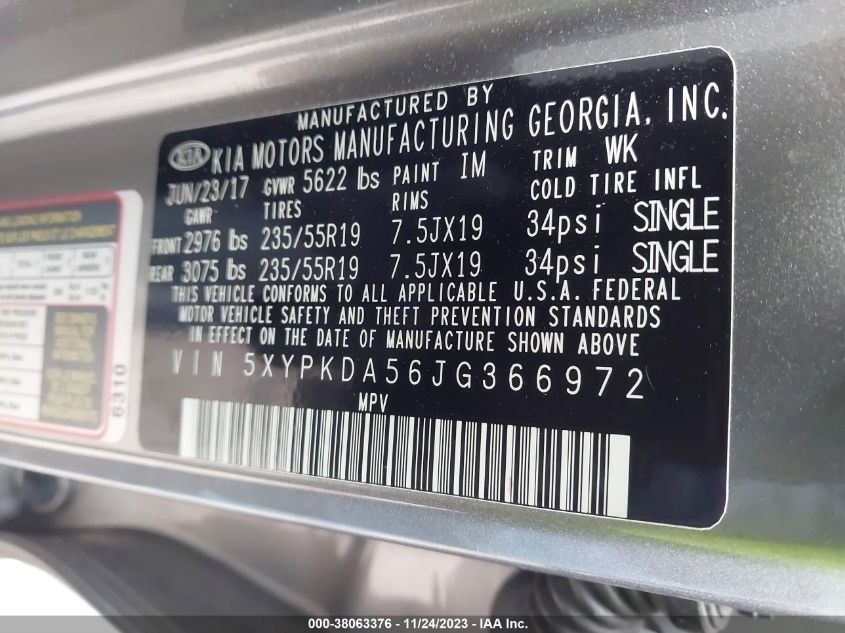 MANUFACTURED BY
KIA KIA MOTORS MANUFACTURING GEORGIA, INC.
JUN/23/17 GVWR 5622 lbs PAINT IM TRIM WK
GAWR TIRES RIMS COLD TIRE INFL
FRONT 2976 lbs 235/55R19 7.5JX19 34psi SINGLE
REAR 3075 lbs 235/55R19 7.5JX19 34psi SINGLE
THIS VEHICLE CONFORMS TO ALL APPLICABLE U.S.A. FEDERAL
MOTOR VEHICLE SAFETY AND THEFT PREVENTION STANDARDS
IN EFFECT ON THE DATE OF MANUFACTURE SHOWN ABOVE
VIN 5XYPKDA56JG366972
MPV
6310
000-38063376 - 11/24/2023 - IAA Inc.